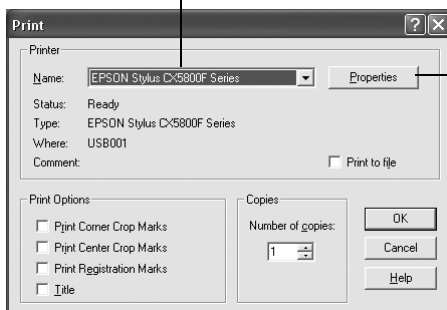 Print
Printer
Name: EPSON Stylus CX5800F Series Properties
Status: Ready
Type: EPSON Stylus CX5800F Series
Where: USB001
Comment: Print to file
Print Options
Print Corner Crop Marks
Print Center Crop Marks
Print Registration Marks
Title
Copies
Number of copies:
1
OK
Cancel
Help